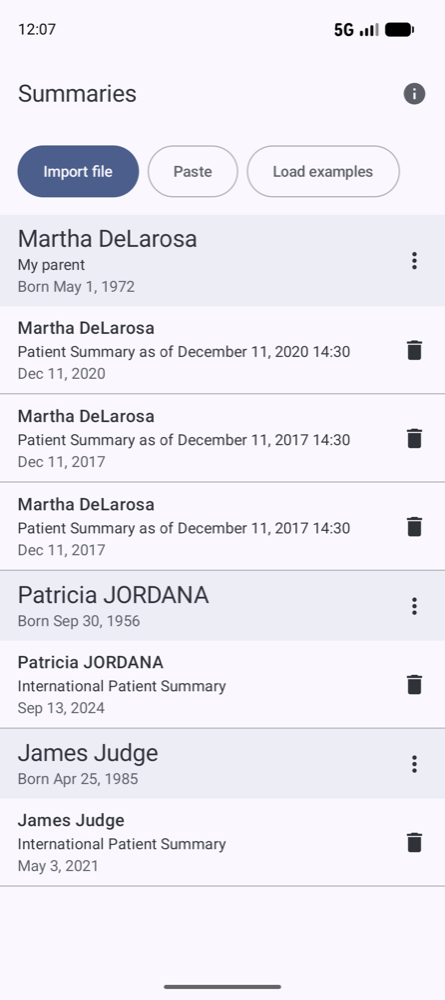 12:07
5G
Summaries
Import file
Paste
Load examples
Martha DeLarosa
My parent
Born May 1, 1972
Martha DeLarosa
Patient Summary as of December 11, 2020 14:30
Dec 11, 2020
Martha DeLarosa
Patient Summary as of December 11, 2017 14:30
Dec 11, 2017
Martha DeLarosa
Patient Summary as of December 11, 2017 14:30
Dec 11, 2017
Patricia JORDANA
Born Sep 30, 1956
Patricia JORDANA
International Patient Summary
Sep 13, 2024
James Judge
Born Apr 25, 1985
James Judge
International Patient Summary
May 3, 2021